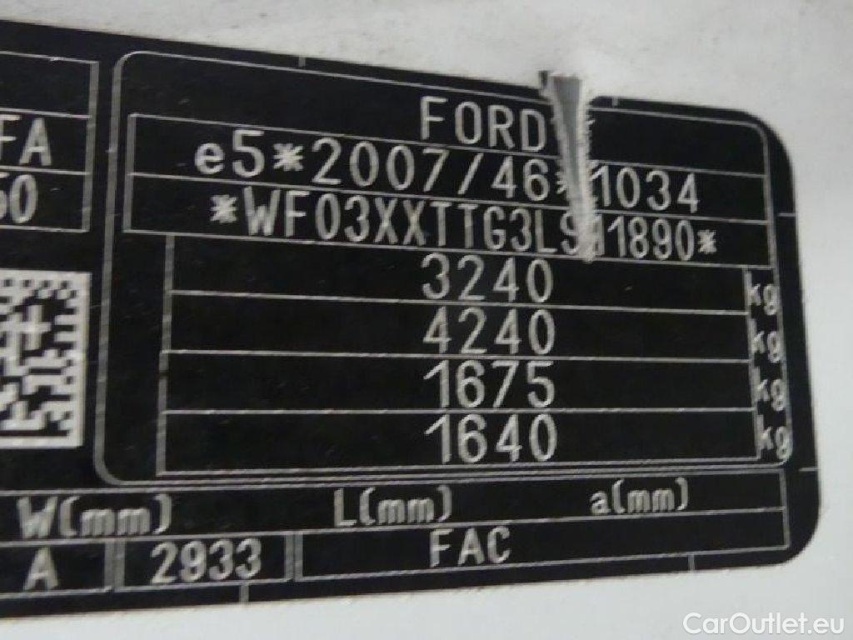 FORD
FA
e5*2007/46*1034
50
3240 kg
4240 kg
1675 kg
1640 kg
W(mm) L(mm) a(mm)
A 2933 FAC
CarOutlet.eu